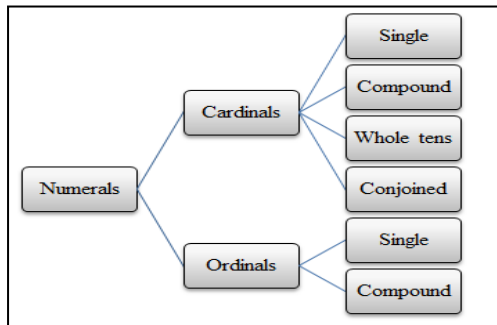 Numerals
Cardinals
Single
Compound
Whole tens
Conjoined
Ordinals
Single
Compound